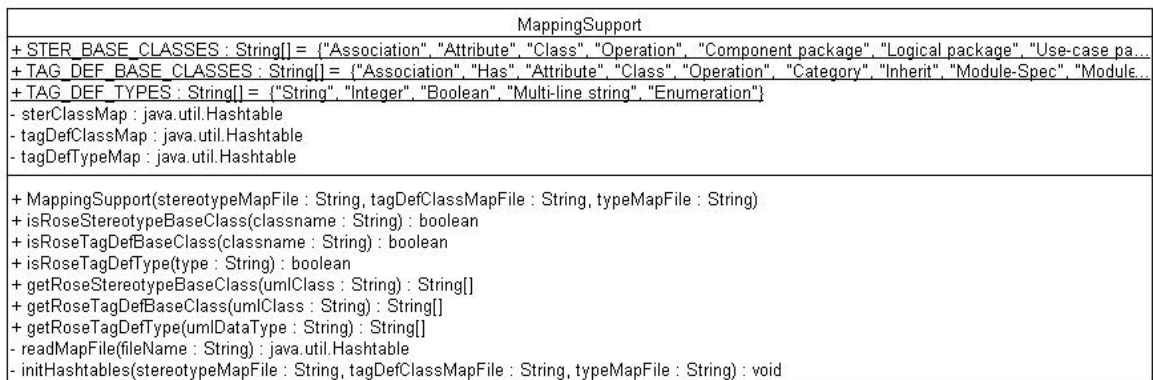 MappingSupport
+ STER_BASE_CLASSES : String[] = {"Association", "Attribute", "Class", "Operation", "Component package", "Logical package", "Use-case pa...
+ TAG_DEF_BASE_CLASSES : String[] = {"Association", "Has", "Attribute", "Class", "Operation", "Category", "Inherit", "Module-Spec", "Module...
+ TAG_DEF_TYPES : String[] = {"String", "Integer", "Boolean", "Multi-line string", "Enumeration"}
- sterClassMap : java.util.Hashtable
- tagDefClassMap : java.util.Hashtable
- tagDefTypeMap : java.util.Hashtable
+ MappingSupport(stereotypeMapFile : String, tagDefClassMapFile : String, typeMapFile : String)
+ isRoseStereotypeBaseClass(classname : String) : boolean
+ isRoseTagDefBaseClass(classname : String) : boolean
+ isRoseTagDefType(type : String) : boolean
+ getRoseStereotypeBaseClass(umlClass : String) : String[]
+ getRoseTagDefBaseClass(umlClass : String) : String[]
+ getRoseTagDefType(umlDataType : String) : String[]
- readMapFile(fileName : String) : java.util.Hashtable
- initHashtables(stereotypeMapFile : String, tagDefClassMapFile : String, typeMapFile : String) : void